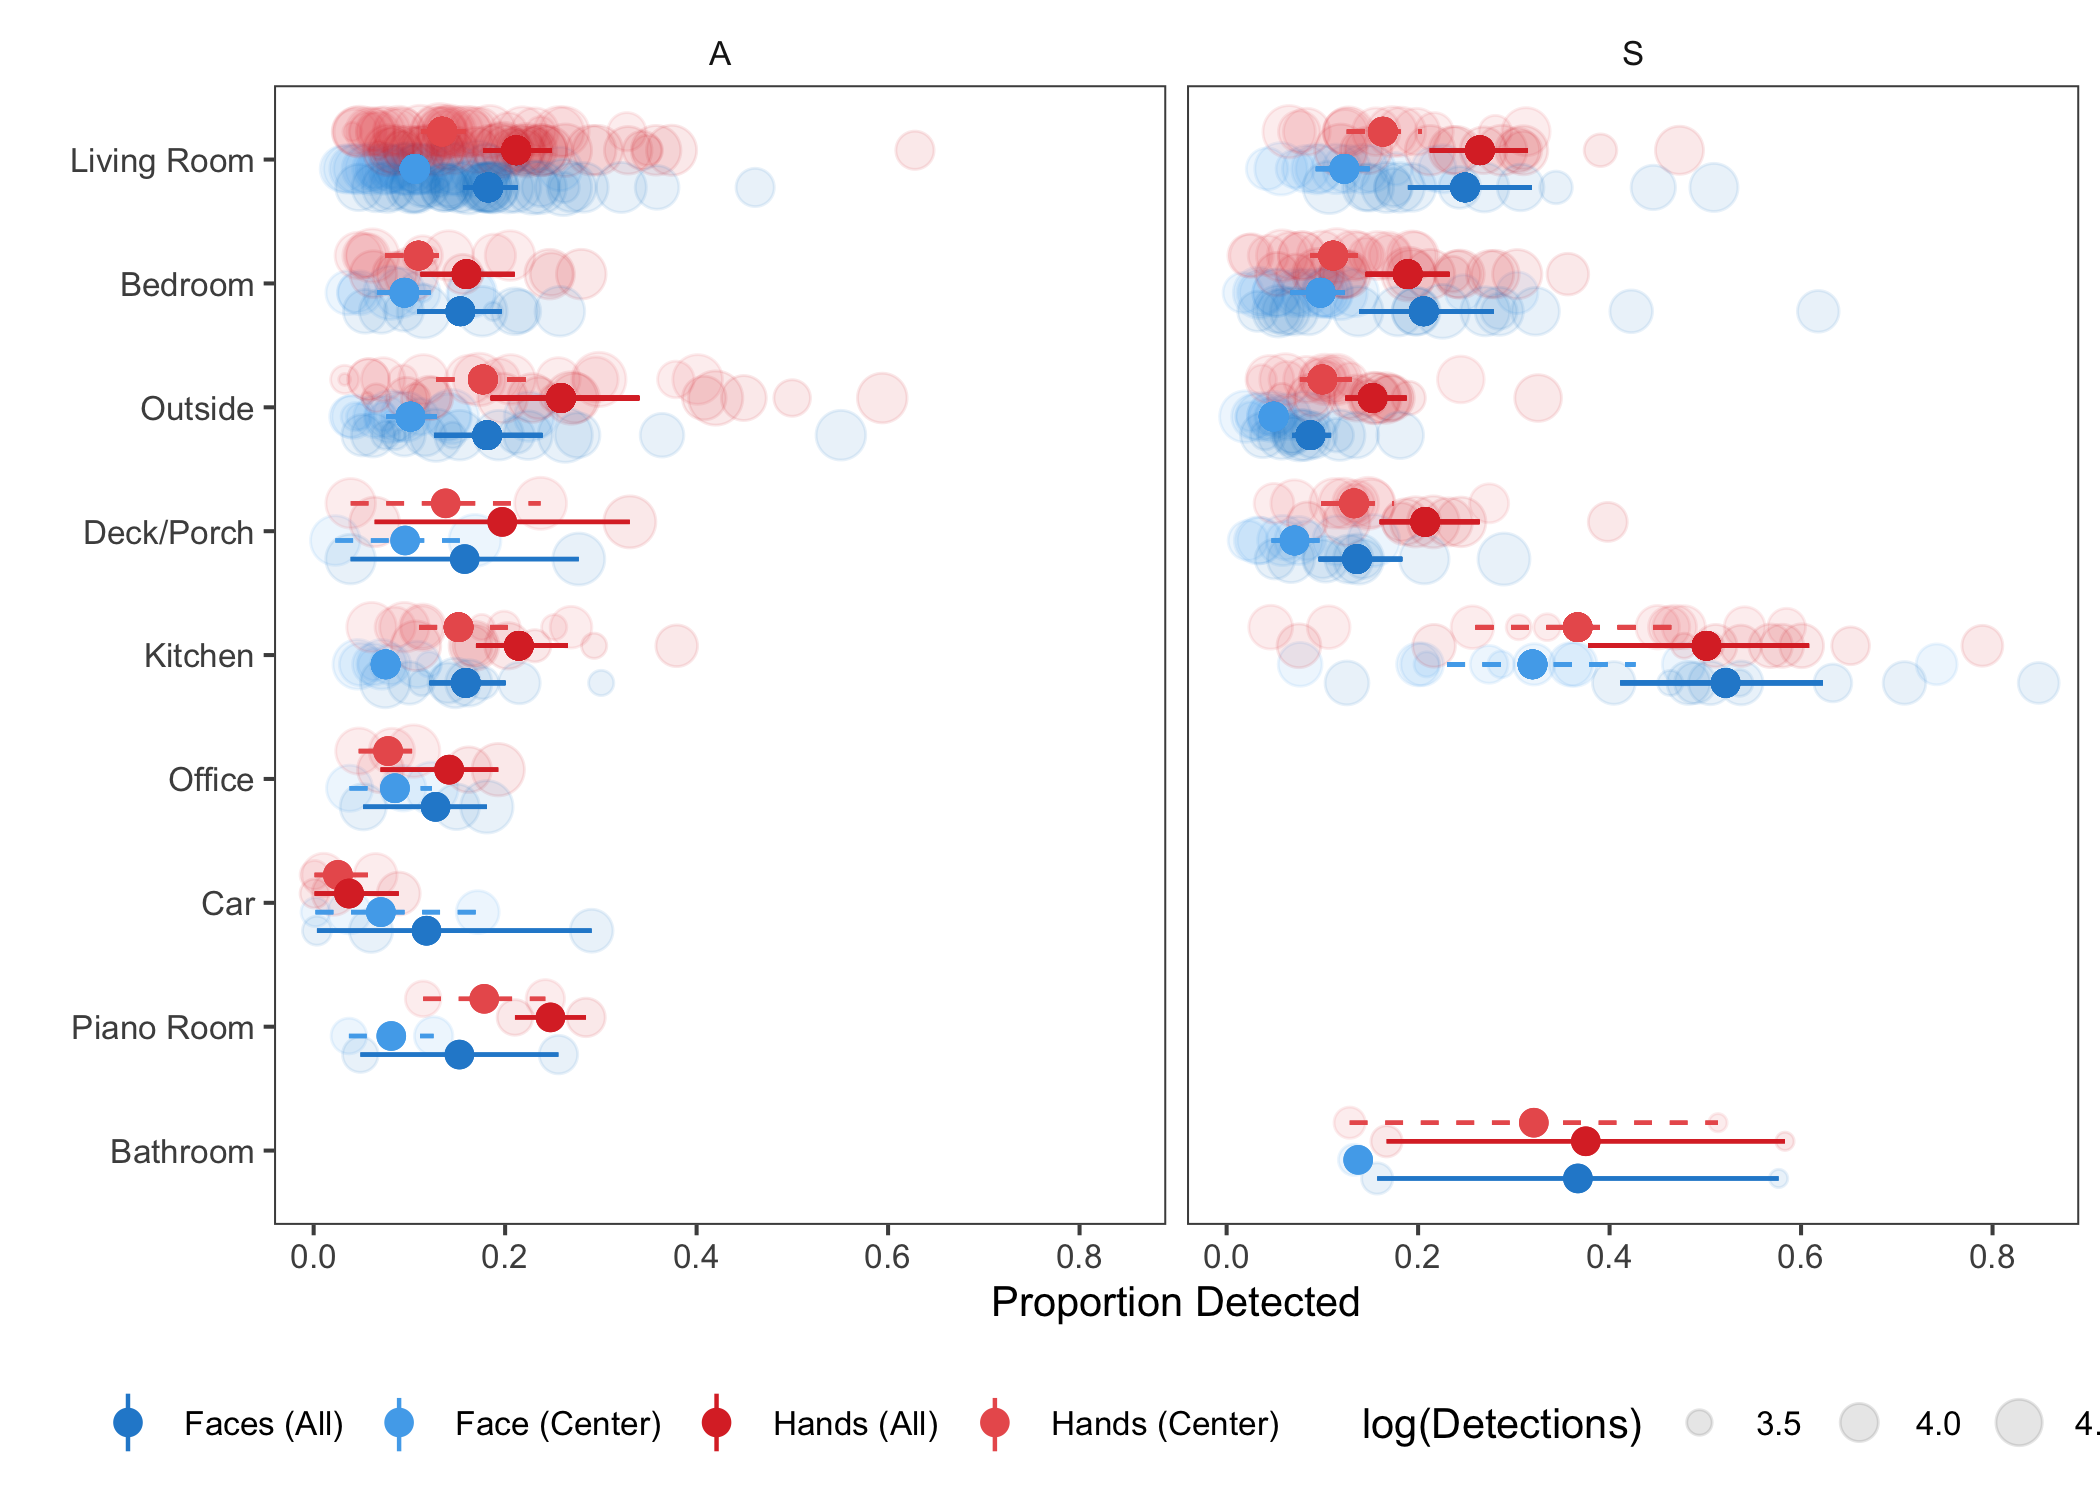 A S
Living Room
Bedroom
Outside
Deck/Porch
Kitchen
Office
Car
Piano Room
Bathroom
0.0 0.2 0.4 0.6 0.8 0.0 0.2 0.4 0.6 0.8
Proportion Detected
Faces (All) Face (Center) Hands (All) Hands (Center) log(Detections) 3.5 4.0 4.